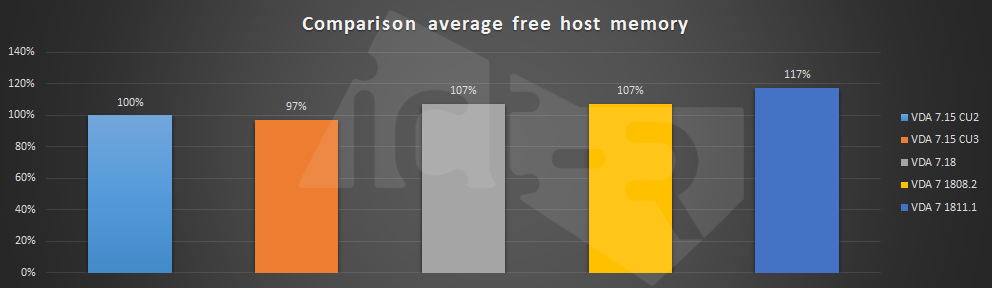 Comparison average free host memory
140%
120%
100%
80%
60%
40%
20%
0%
100%
97%
107%
107%
117%
VDA 7.15 CU2
VDA 7.15 CU3
VDA 7.18
VDA 7 1808.2
VDA 7 1811.1